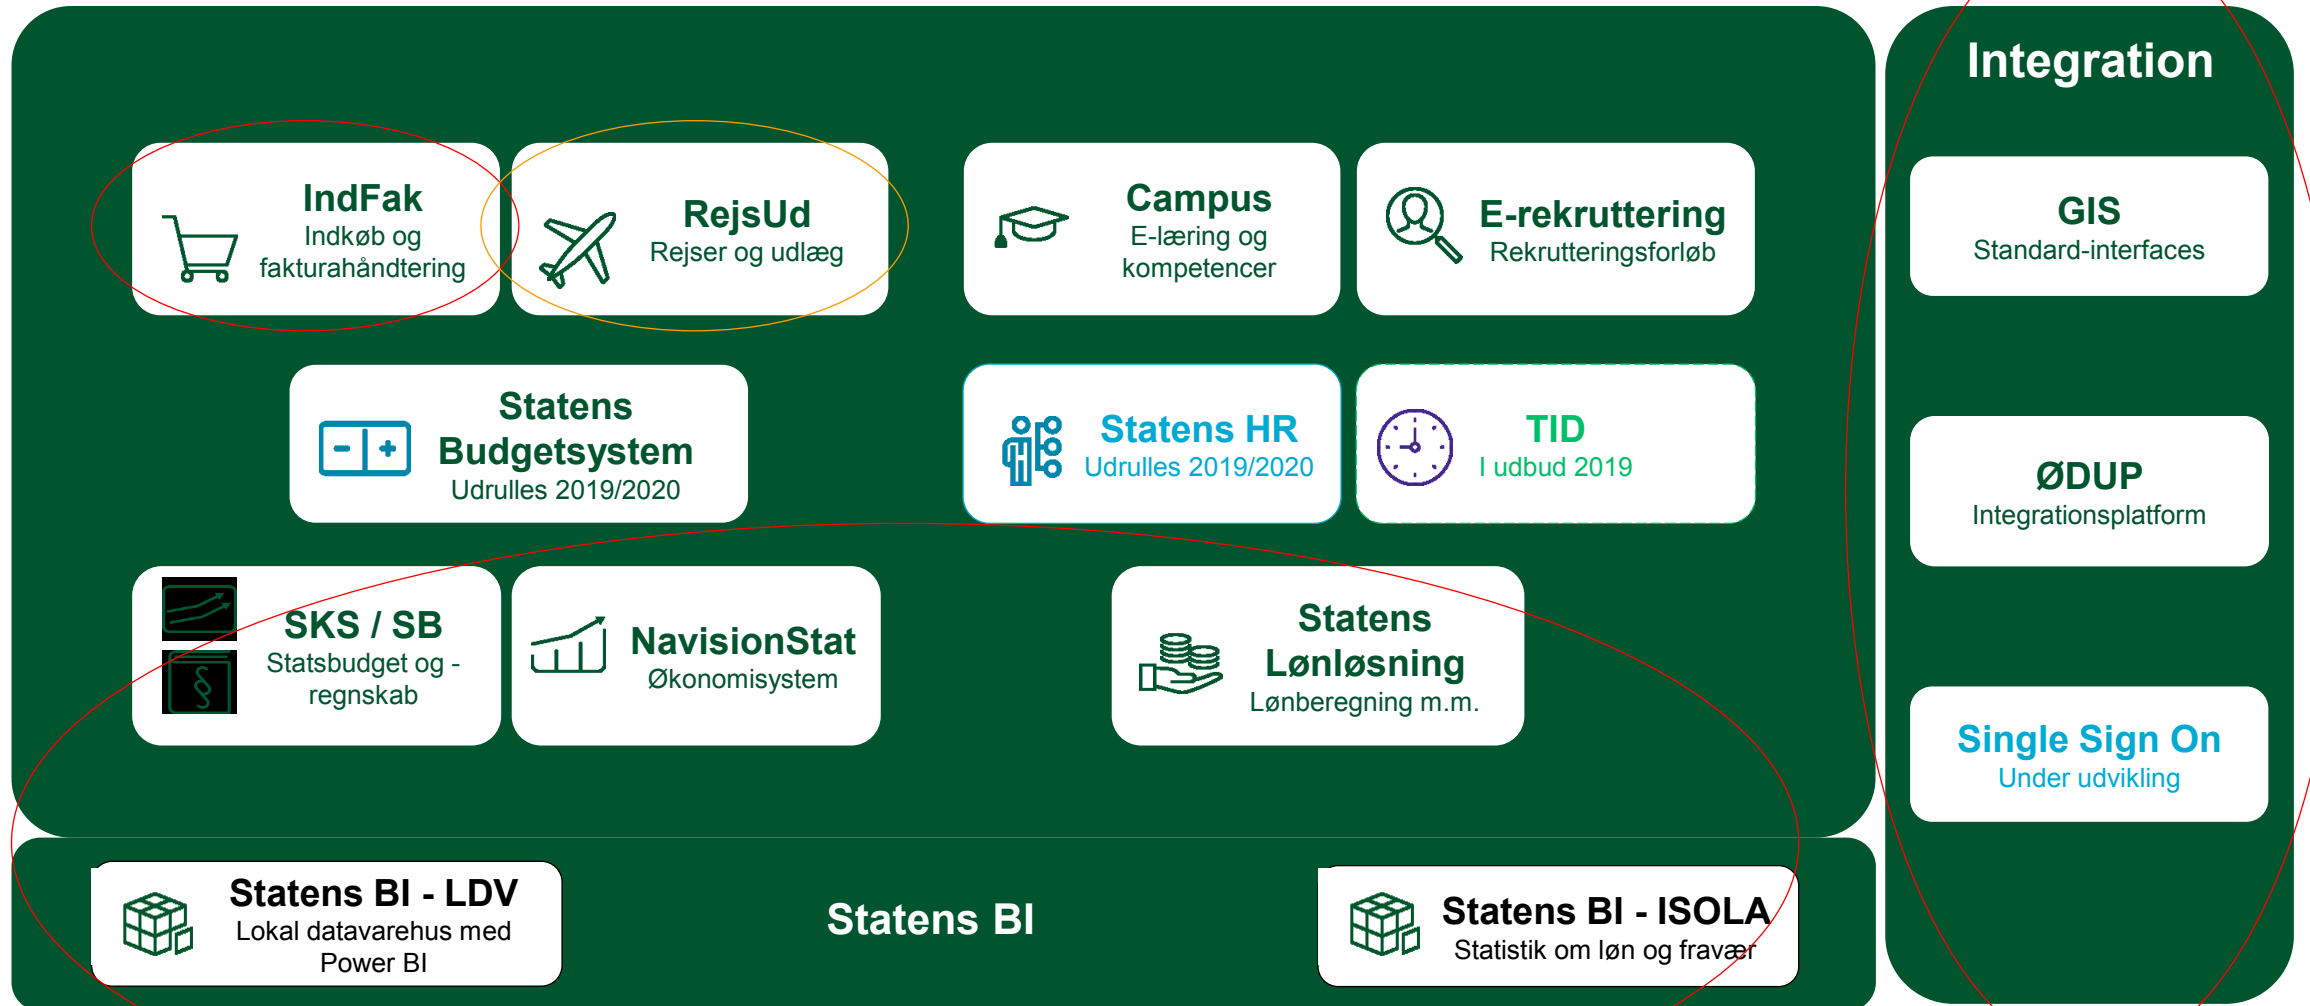 Integration
IndFak
Indkøb og
fakturahåndtering
RejsUd
Rejser og udlæg
Campus
E-læring og
kompetencer
E-rekruttering
Rekrutteringsforløb
GIS
Standard-interfaces
Statens
Budgetsystem
Udrulles 2019/2020
Statens HR
Udrulles 2019/2020
TID
I udbud 2019
ØDUP
Integrationsplatform
SKS / SB
Statsbudget og -
regnskab
NavisionStat
Økonomisystem
Statens
Lønløsning
Lønberegning m.m.
Single Sign On
Under udvikling
Statens BI - LDV
Lokal datavarehus med
Power BI
Statens BI
Statens BI - ISOLA
Statistik om løn og fravær